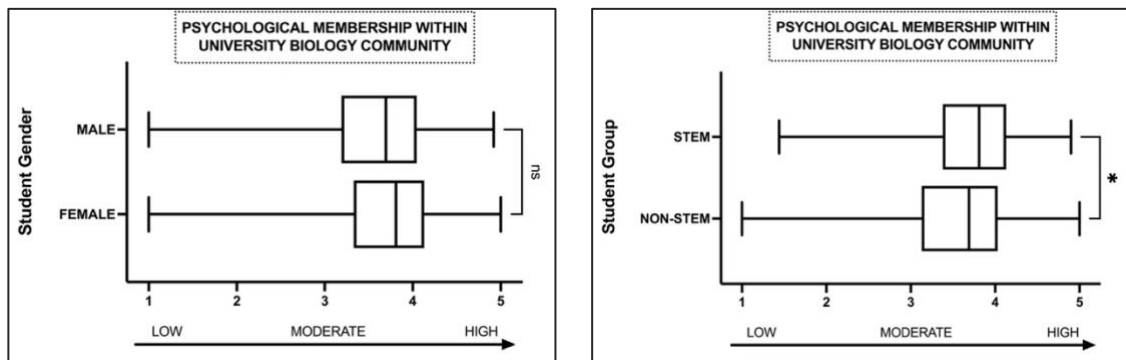 PSYCHOLOGICAL MEMBERSHIP WITHIN
UNIVERSITY BIOLOGY COMMUNITY
Student Gender
MALE
FEMALE
ns
1 2 3 4 5
LOW MODERATE HIGH
PSYCHOLOGICAL MEMBERSHIP WITHIN
UNIVERSITY BIOLOGY COMMUNITY
Student Group
STEM
NON-STEM
*
1 2 3 4 5
LOW MODERATE HIGH